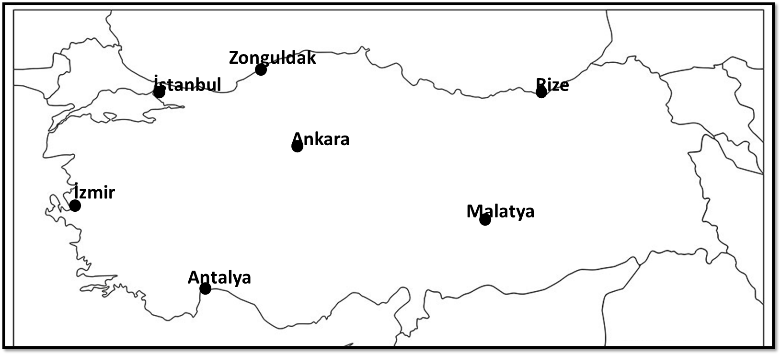 Zonguldak
İstanbul
Rize
Ankara
İzmir
Malatya
Antalya